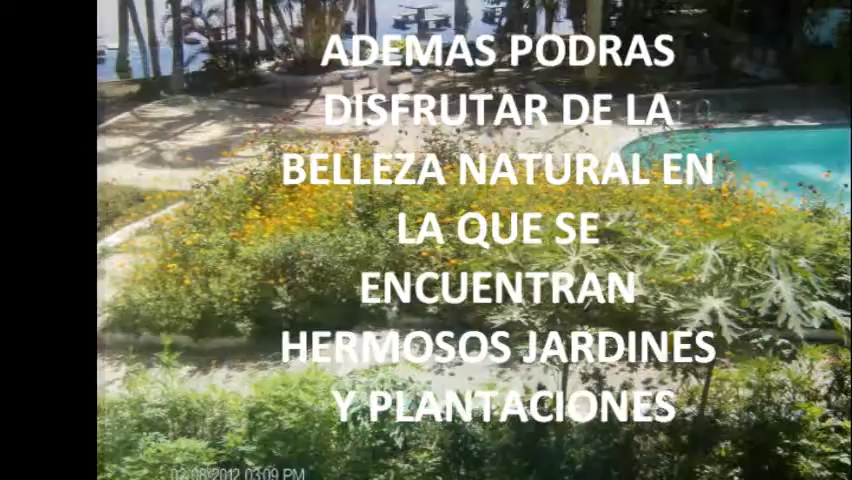 ADEMAS PODRAS
DISFRUTAR DE LA
BELLEZA NATURAL EN
LA QUE SE
ENCUENTRAN
HERMOSOS JARDINES
Y PLANTACIONES
02/08/2012 03:09 PM